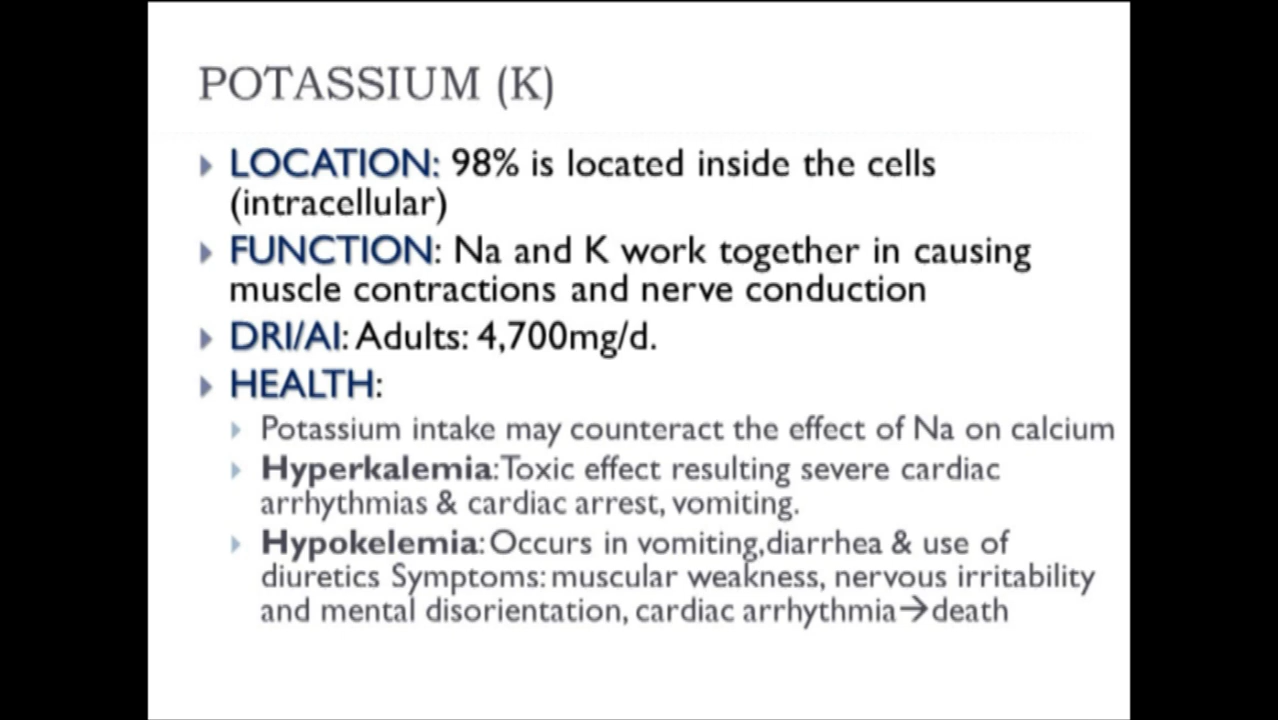 POTASSIUM (K)
LOCATION: 98% is located inside the cells
(intracellular)
FUNCTION: Na and K work together in causing
muscle contractions and nerve conduction
DRI/AI: Adults: 4,700mg/d.
HEALTH:
Potassium intake may counteract the effect of Na on calcium
Hyperkalemia:Toxic effect resulting severe cardiac
arrhythmias & cardiac arrest, vomiting.
Hypokelemia: Occurs in vomiting,diarrhea & use of
diuretics Symptoms: muscular weakness, nervous irritability
and mental disorientation, cardiac arrhythmia→death